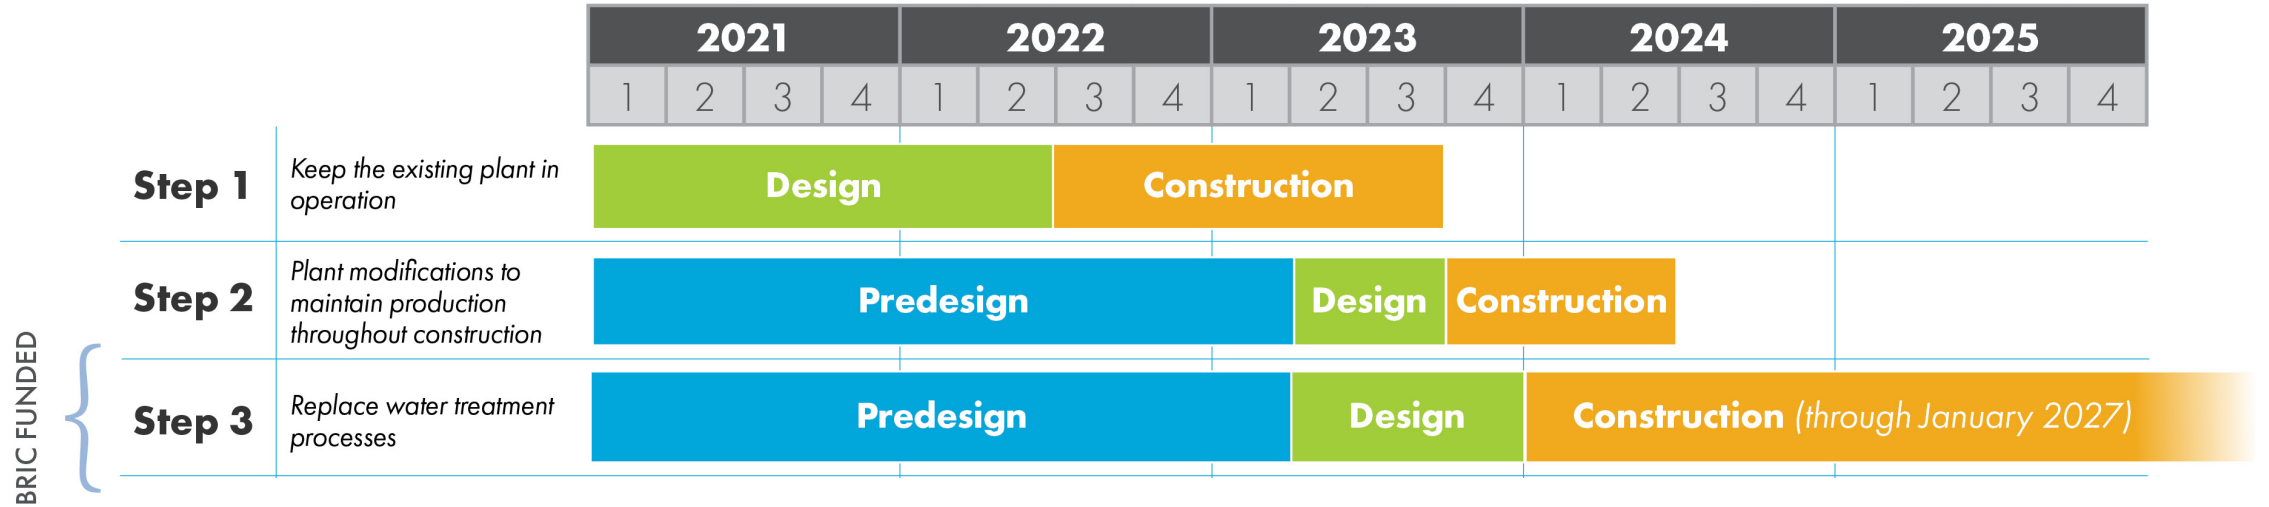 2021 2022 2023 2024 2025
1 2 3 4 1 2 3 4 1 2 3 4 1 2 3 4 1 2 3 4
Step 1
Keep the existing plant in
operation
Design
Construction
Step 2
Plant modifications to
maintain production
throughout construction
Predesign
Design
Construction
BRIC FUNDED
Step 3
Replace water treatment
processes
Predesign
Design
Construction (through January 2027)